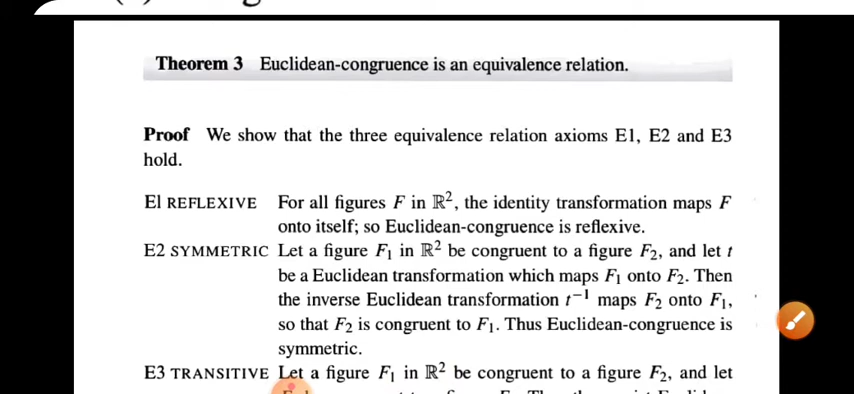 Theorem 3 Euclidean-congruence is an equivalence relation.
Proof We show that the three equivalence relation axioms E1, E2 and E3
hold.
E1 REFLEXIVE For all figures F in ℝ², the identity transformation maps F
onto itself; so Euclidean-congruence is reflexive.
E2 SYMMETRIC Let a figure F₁ in ℝ² be congruent to a figure F₂, and let t
be a Euclidean transformation which maps F₁ onto F₂. Then
the inverse Euclidean transformation t⁻¹ maps F₂ onto F₁,
so that F₂ is congruent to F₁. Thus Euclidean-congruence is
symmetric.
E3 TRANSITIVE Let a figure F₁ in ℝ² be congruent to a figure F₂, and let